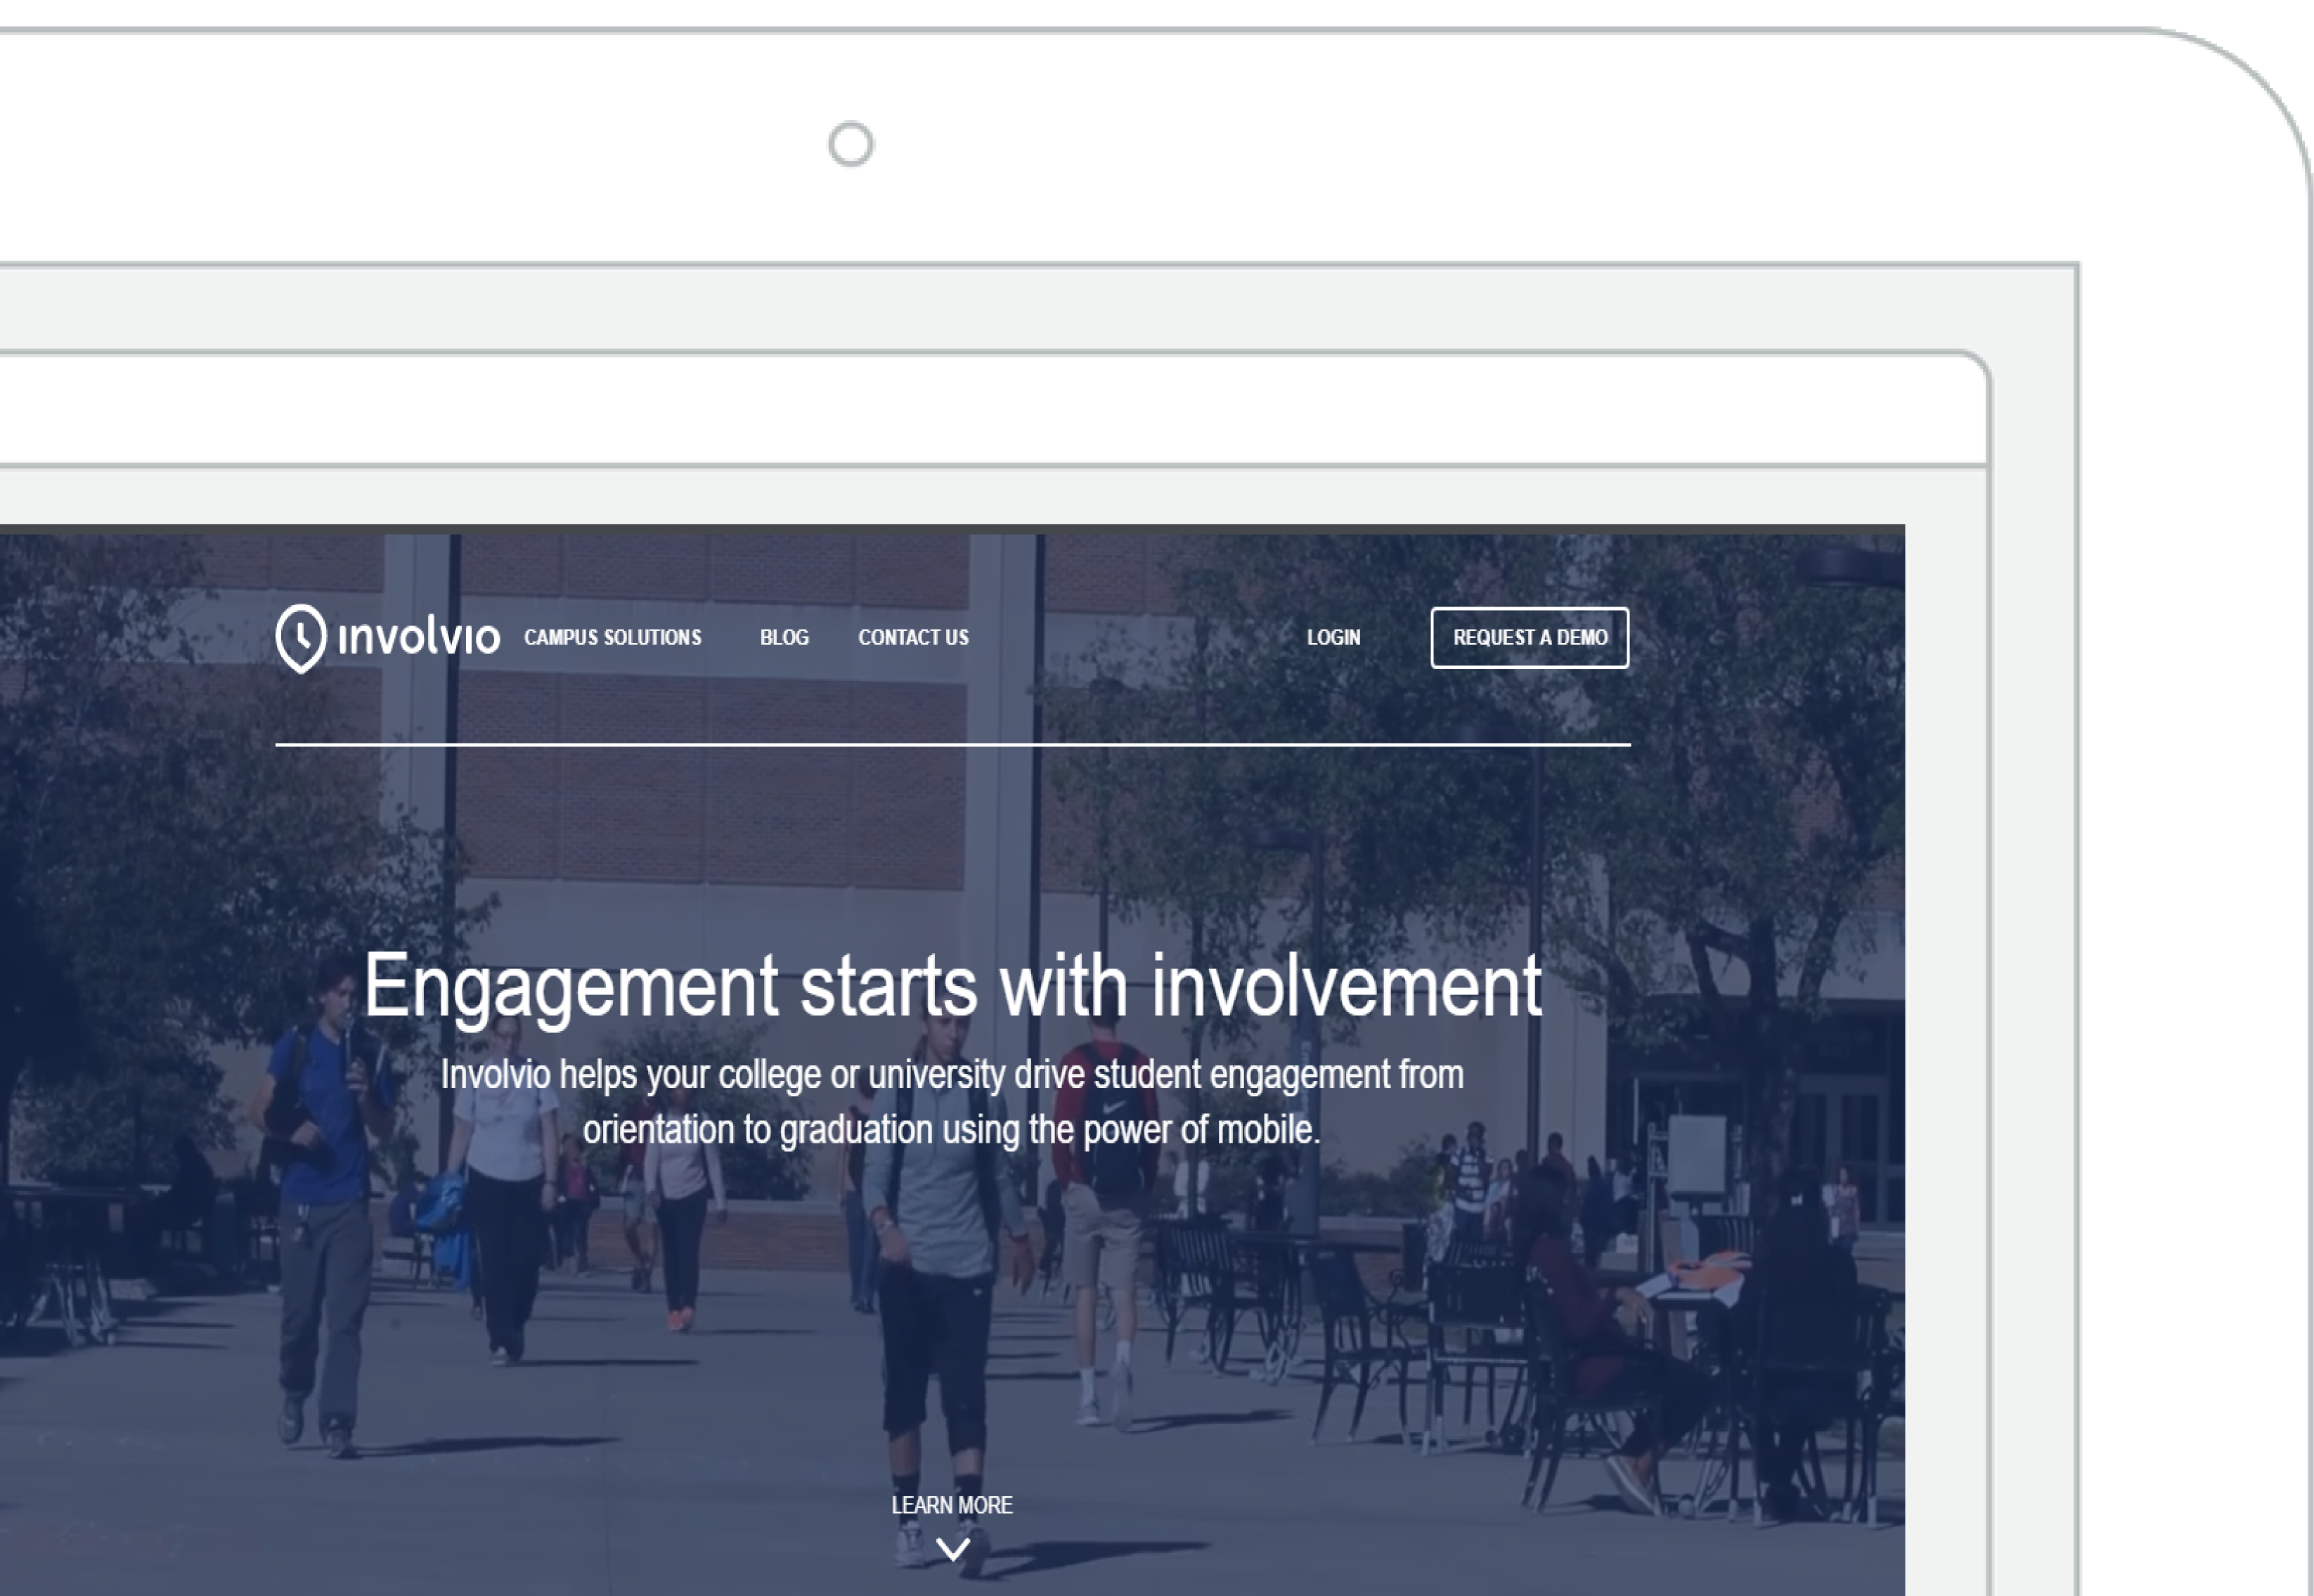 involvio CAMPUS SOLUTIONS BLOG CONTACT US LOGIN REQUEST A DEMO
Engagement starts with involvement
Involvio helps your college or university drive student engagement from
orientation to graduation using the power of mobile.
LEARN MORE